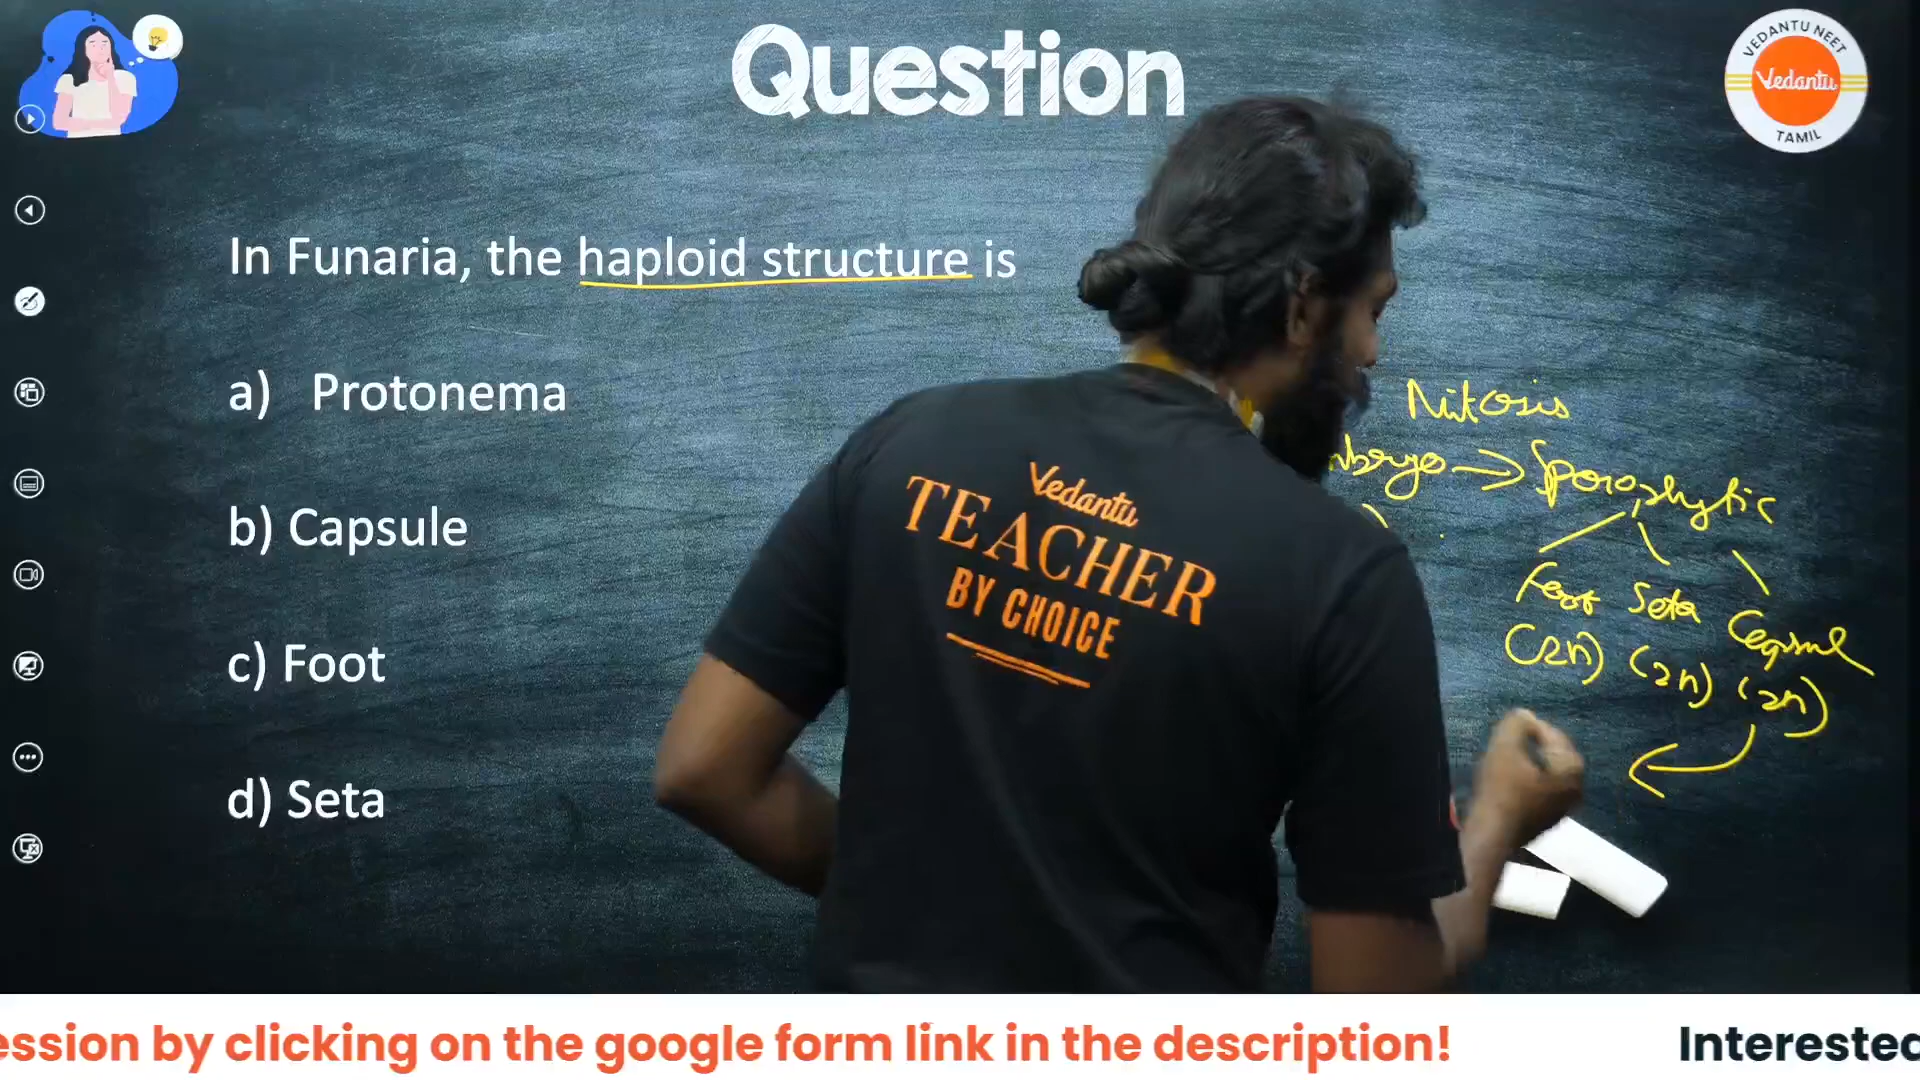 Question
VEDANTU NEET
Vedantu
TAMIL
In Funaria, the haploid structure is
a) Protonema
b) Capsule
c) Foot
d) Seta
Vedantu
TEACHER
BY CHOICE
Mitosis
mbryo → Sporophytic
Foot Seta Capsule
(2n) (2n) (2n)
ession by clicking on the google form link in the description!
Interested